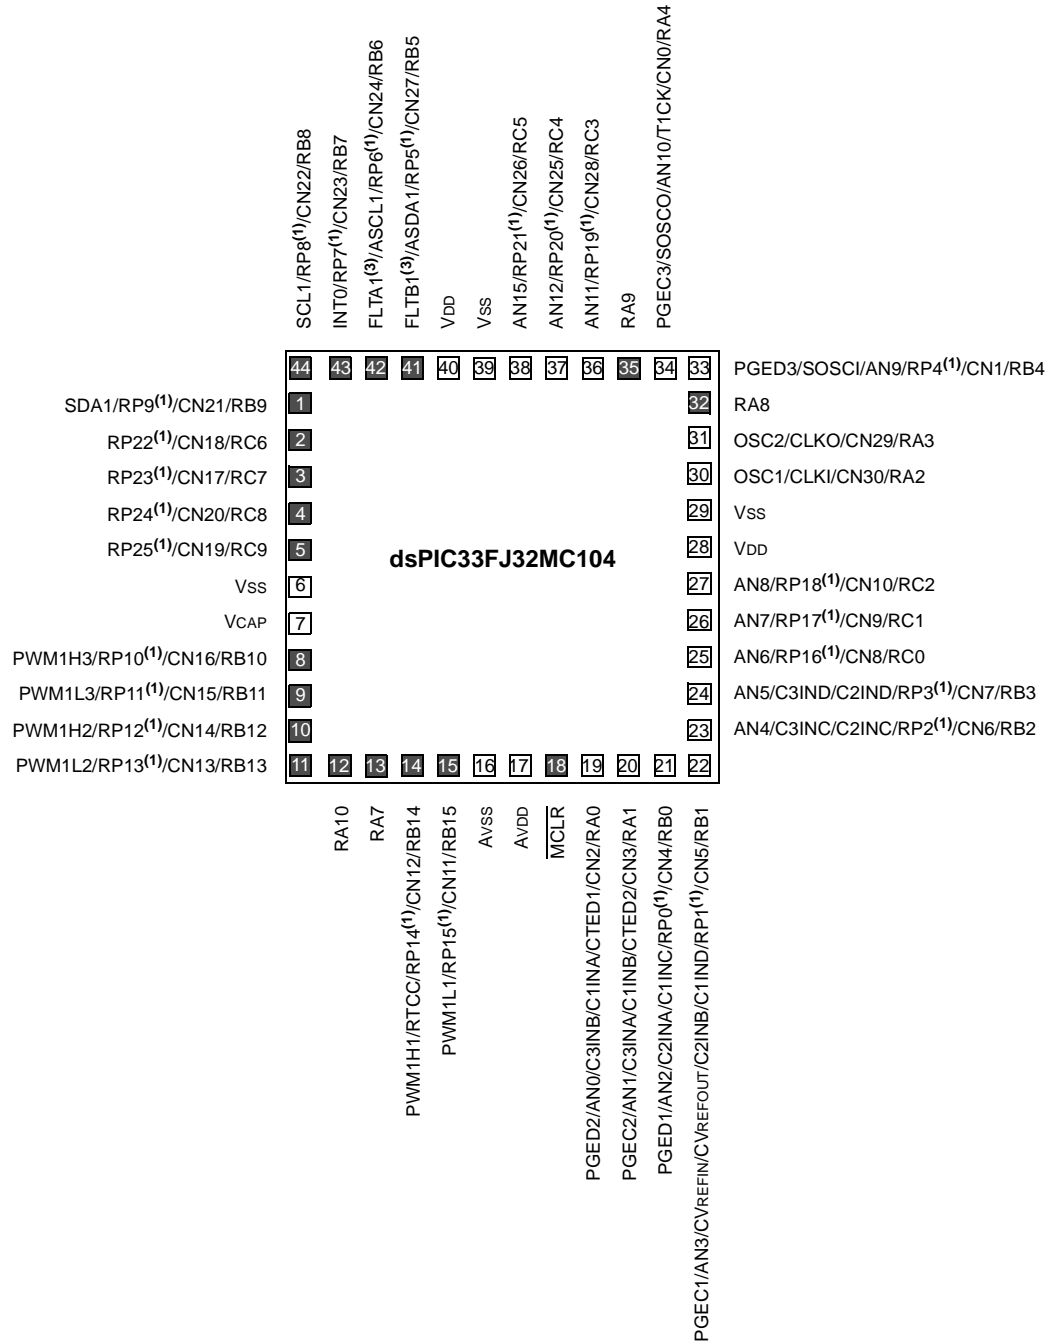 SCL1/RP8(1)/CN22/RB8
INT0/RP7(1)/CN23/RB7
FLTA1(3)/ASCL1/RP6(1)/CN24/RB6
FLTB1(3)/ASDA1/RP5(1)/CN27/RB5
VDD
VSS
AN15/RP21(1)/CN26/RC5
AN12/RP20(1)/CN25/RC4
AN11/RP19(1)/CN28/RC3
RA9
PGEC3/SOSCO/AN10/T1CK/CN0/RA4
44 43 42 41 40 39 38 37 36 35 34 33 PGED3/SOSCI/AN9/RP4(1)/CN1/RB4
SDA1/RP9(1)/CN21/RB9 1 32 RA8
RP22(1)/CN18/RC6 2 31 OSC2/CLKO/CN29/RA3
RP23(1)/CN17/RC7 3 30 OSC1/CLKI/CN30/RA2
RP24(1)/CN20/RC8 4 29 VSS
RP25(1)/CN19/RC9 5 dsPIC33FJ32MC104 28 VDD
VSS 6 27 AN8/RP18(1)/CN10/RC2
VCAP 7 26 AN7/RP17(1)/CN9/RC1
PWM1H3/RP10(1)/CN16/RB10 8 25 AN6/RP16(1)/CN8/RC0
PWM1L3/RP11(1)/CN15/RB11 9 24 AN5/C3IND/C2IND/RP3(1)/CN7/RB3
PWM1H2/RP12(1)/CN14/RB12 10 23 AN4/C3INC/C2INC/RP2(1)/CN6/RB2
PWM1L2/RP13(1)/CN13/RB13 11 12 13 14 15 16 17 18 19 20 21 22
RA10
RA7
PWM1H1/RTCC/RP14(1)/CN12/RB14
PWM1L1/RP15(1)/CN11/RB15
AVSS
AVDD
MCLR
PGED2/AN0/C3INB/C1INA/CTED1/CN2/RA0
PGEC2/AN1/C3INA/C1INB/CTED2/CN3/RA1
PGED1/AN2/C2INA/C1INC/RP0(1)/CN4/RB0
PGEC1/AN3/CVREFIN/CVREFOUT/C2INB/C1IND/RP1(1)/CN5/RB1